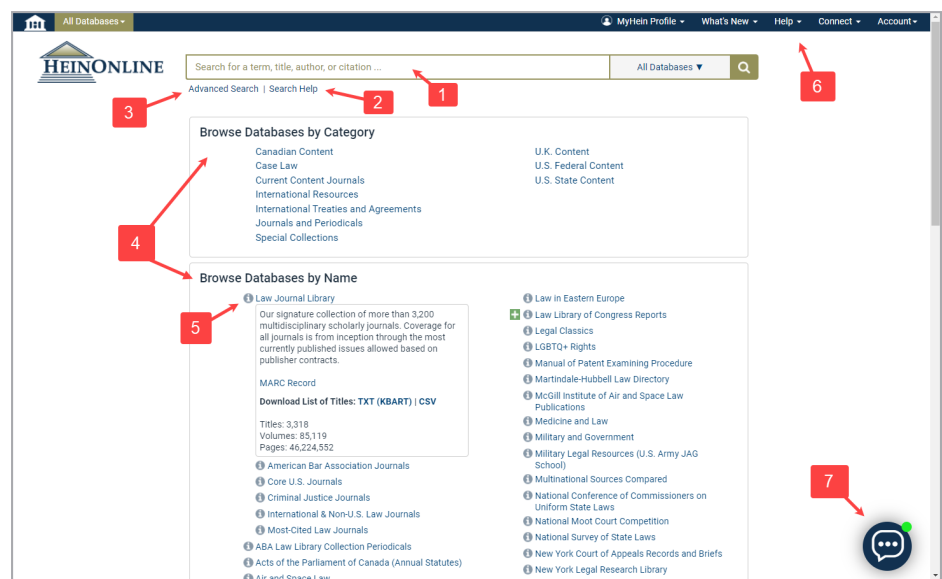 All Databases
MyHein Profile
What's New
Help
Connect
Account
HEINONLINE
Search for a term, title, author, or citation ...
All Databases ▼
Advanced Search | Search Help
1
2
3
6
Browse Databases by Category
Canadian Content
Case Law
Current Content Journals
International Resources
International Treaties and Agreements
Journals and Periodicals
Special Collections
U.K. Content
U.S. Federal Content
U.S. State Content
4
Browse Databases by Name
Law Journal Library
5
Our signature collection of more than 3,200
multidisciplinary scholarly journals. Coverage for
all journals is from inception through the most
currently published issues allowed based on
publisher contracts.
MARC Record
Download List of Titles: TXT (KBART) | CSV
Titles: 3,318
Volumes: 85,119
Pages: 46,224,552
American Bar Association Journals
Core U.S. Journals
Criminal Justice Journals
International & Non-U.S. Law Journals
Most-Cited Law Journals
ABA Law Library Collection Periodicals
Acts of the Parliament of Canada (Annual Statutes)
Air and Space Law
Law in Eastern Europe
Law Library of Congress Reports
Legal Classics
LGBTQ+ Rights
Manual of Patent Examining Procedure
Martindale-Hubbell Law Directory
McGill Institute of Air and Space Law
Publications
Medicine and Law
Military and Government
Military Legal Resources (U.S. Army JAG
School)
Multinational Sources Compared
National Conference of Commissioners on
Uniform State Laws
National Moot Court Competition
National Survey of State Laws
New York Court of Appeals Records and Briefs
New York Legal Research Library
7